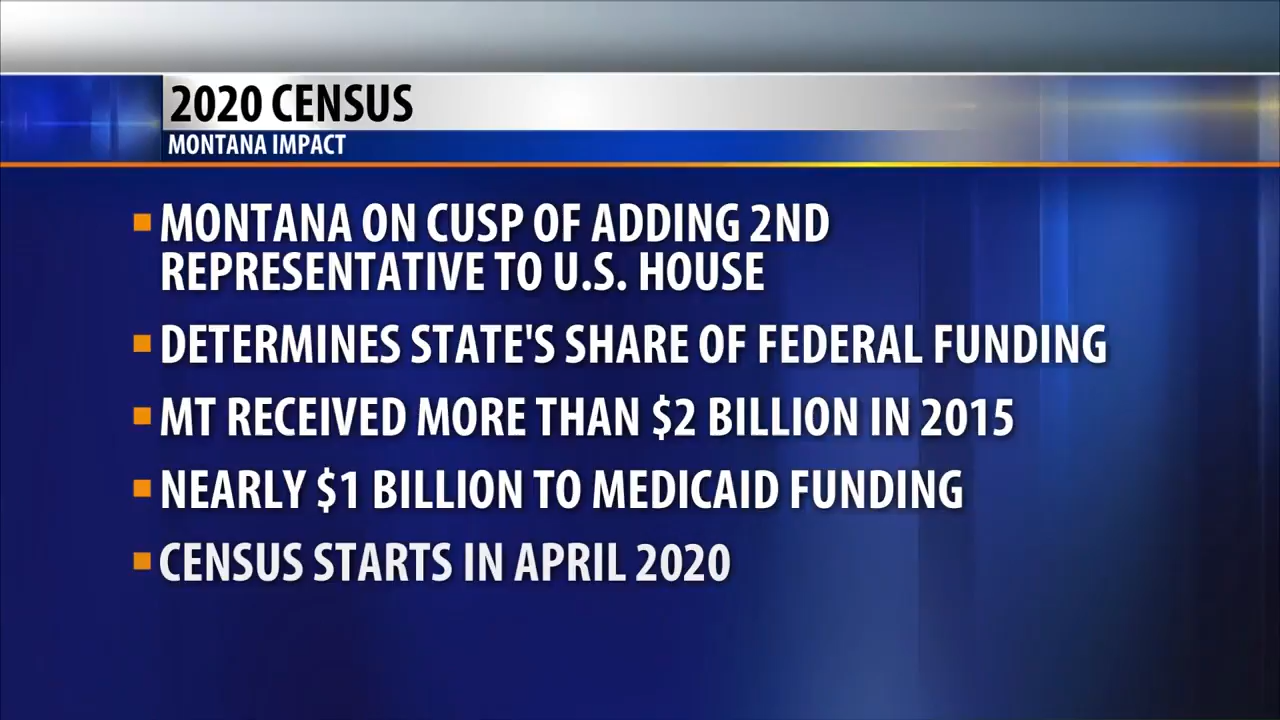 2020 CENSUS
MONTANA IMPACT
MONTANA ON CUSP OF ADDING 2ND
REPRESENTATIVE TO U.S. HOUSE
DETERMINES STATE'S SHARE OF FEDERAL FUNDING
MT RECEIVED MORE THAN $2 BILLION IN 2015
NEARLY $1 BILLION TO MEDICAID FUNDING
CENSUS STARTS IN APRIL 2020